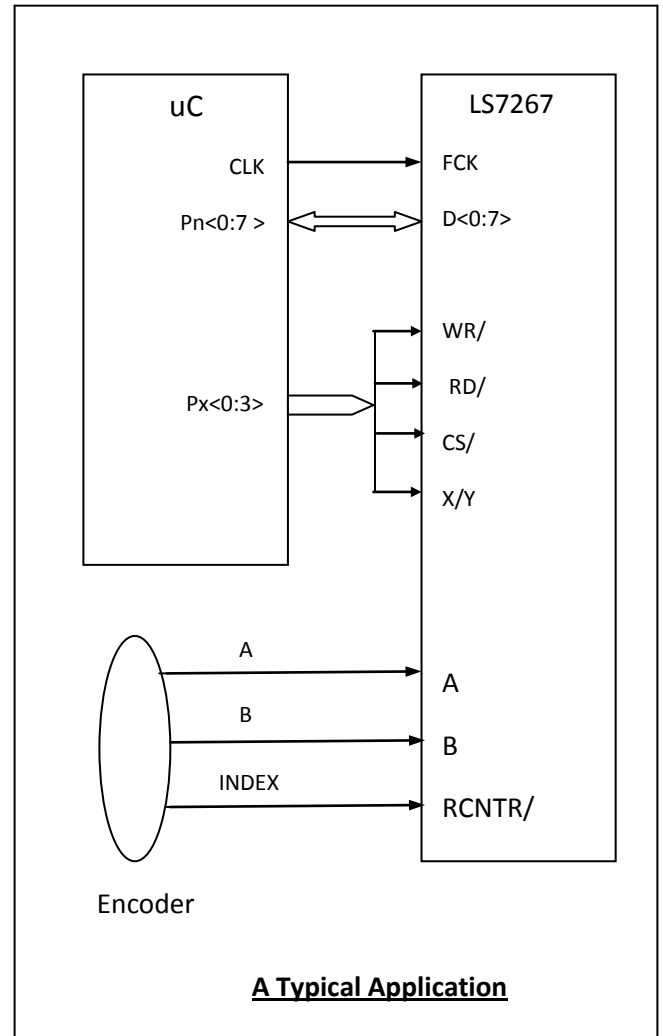 uC
LS7267
CLK
FCK
Pn<0:7 >
D<0:7>
WR/
RD/
Px<0:3>
CS/
X/Y
A
A
B
B
INDEX
RCNTR/
Encoder
A Typical Application